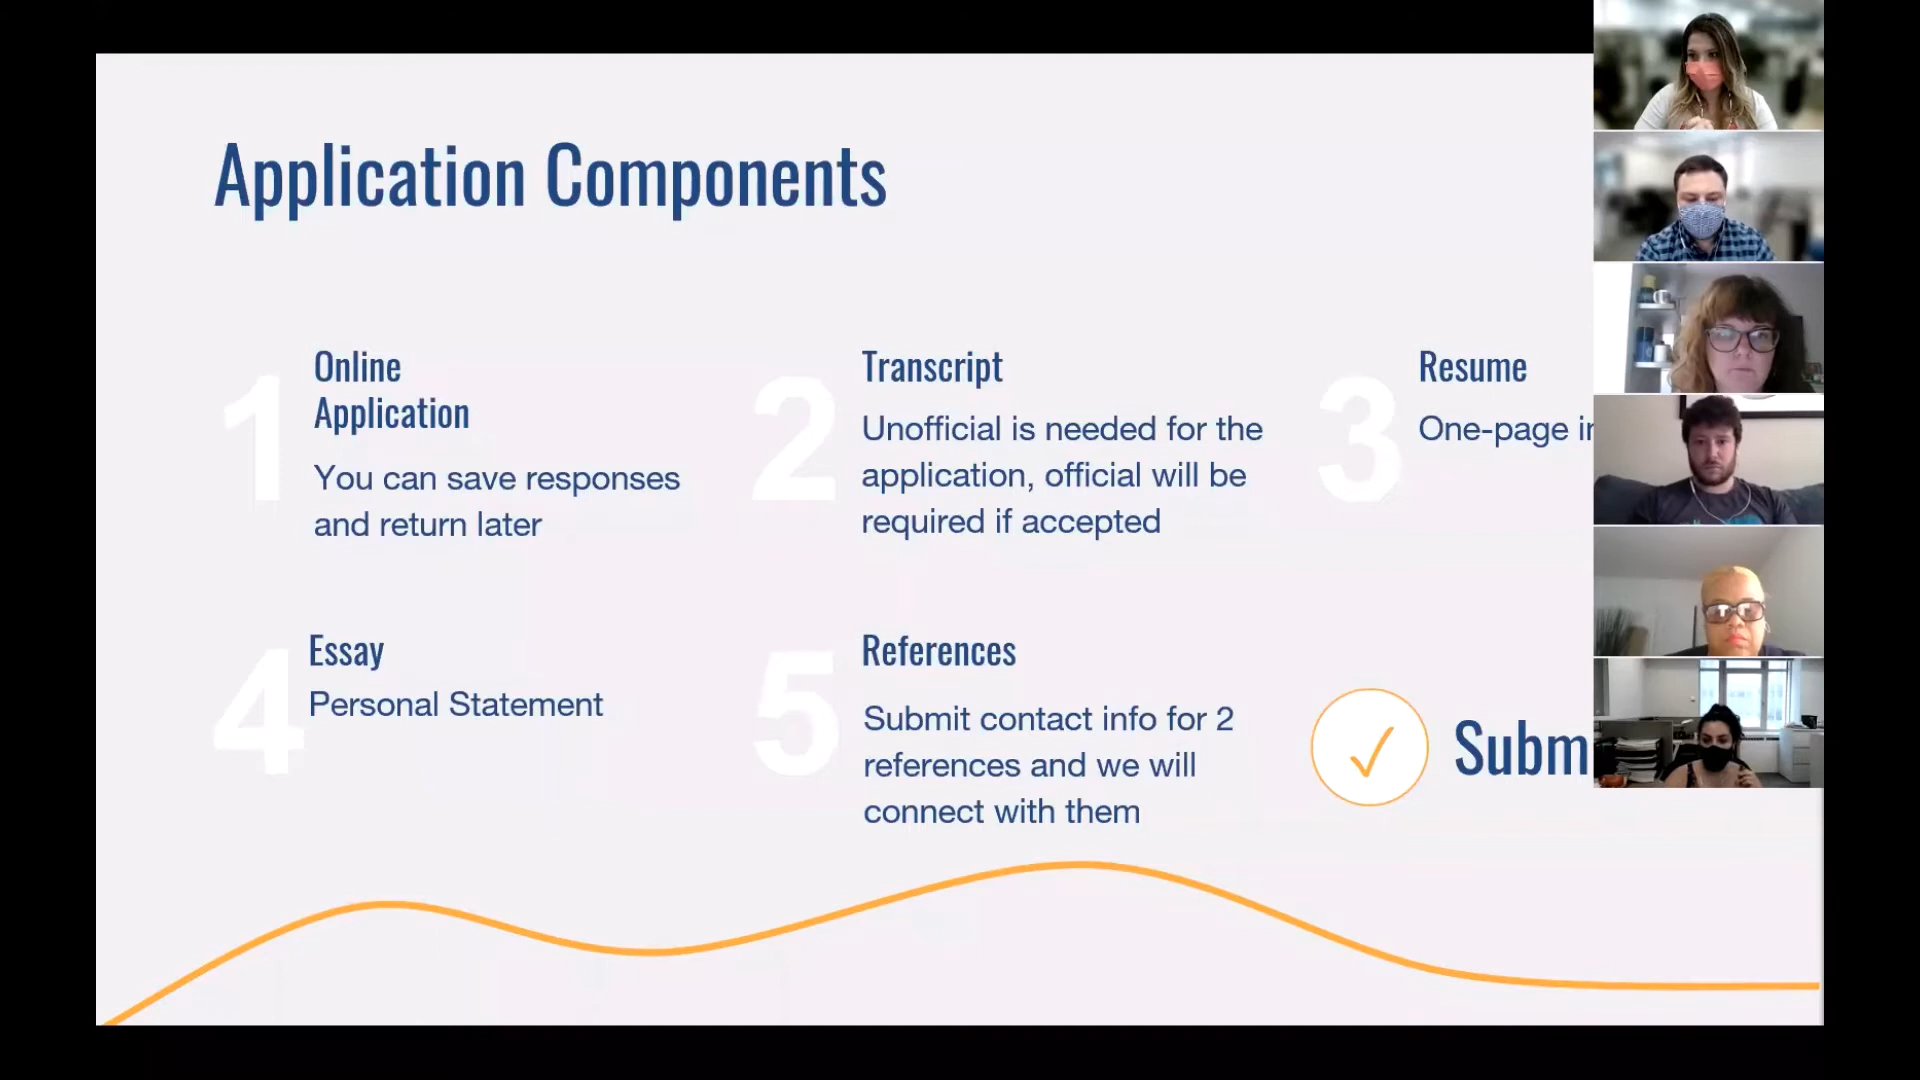 Application Components
1
Online
Application
You can save responses
and return later
2
Transcript
Unofficial is needed for the
application, official will be
required if accepted
3
Resume
One-page
4
Essay
Personal Statement
5
References
Submit contact info for 2
references and we will
connect with them